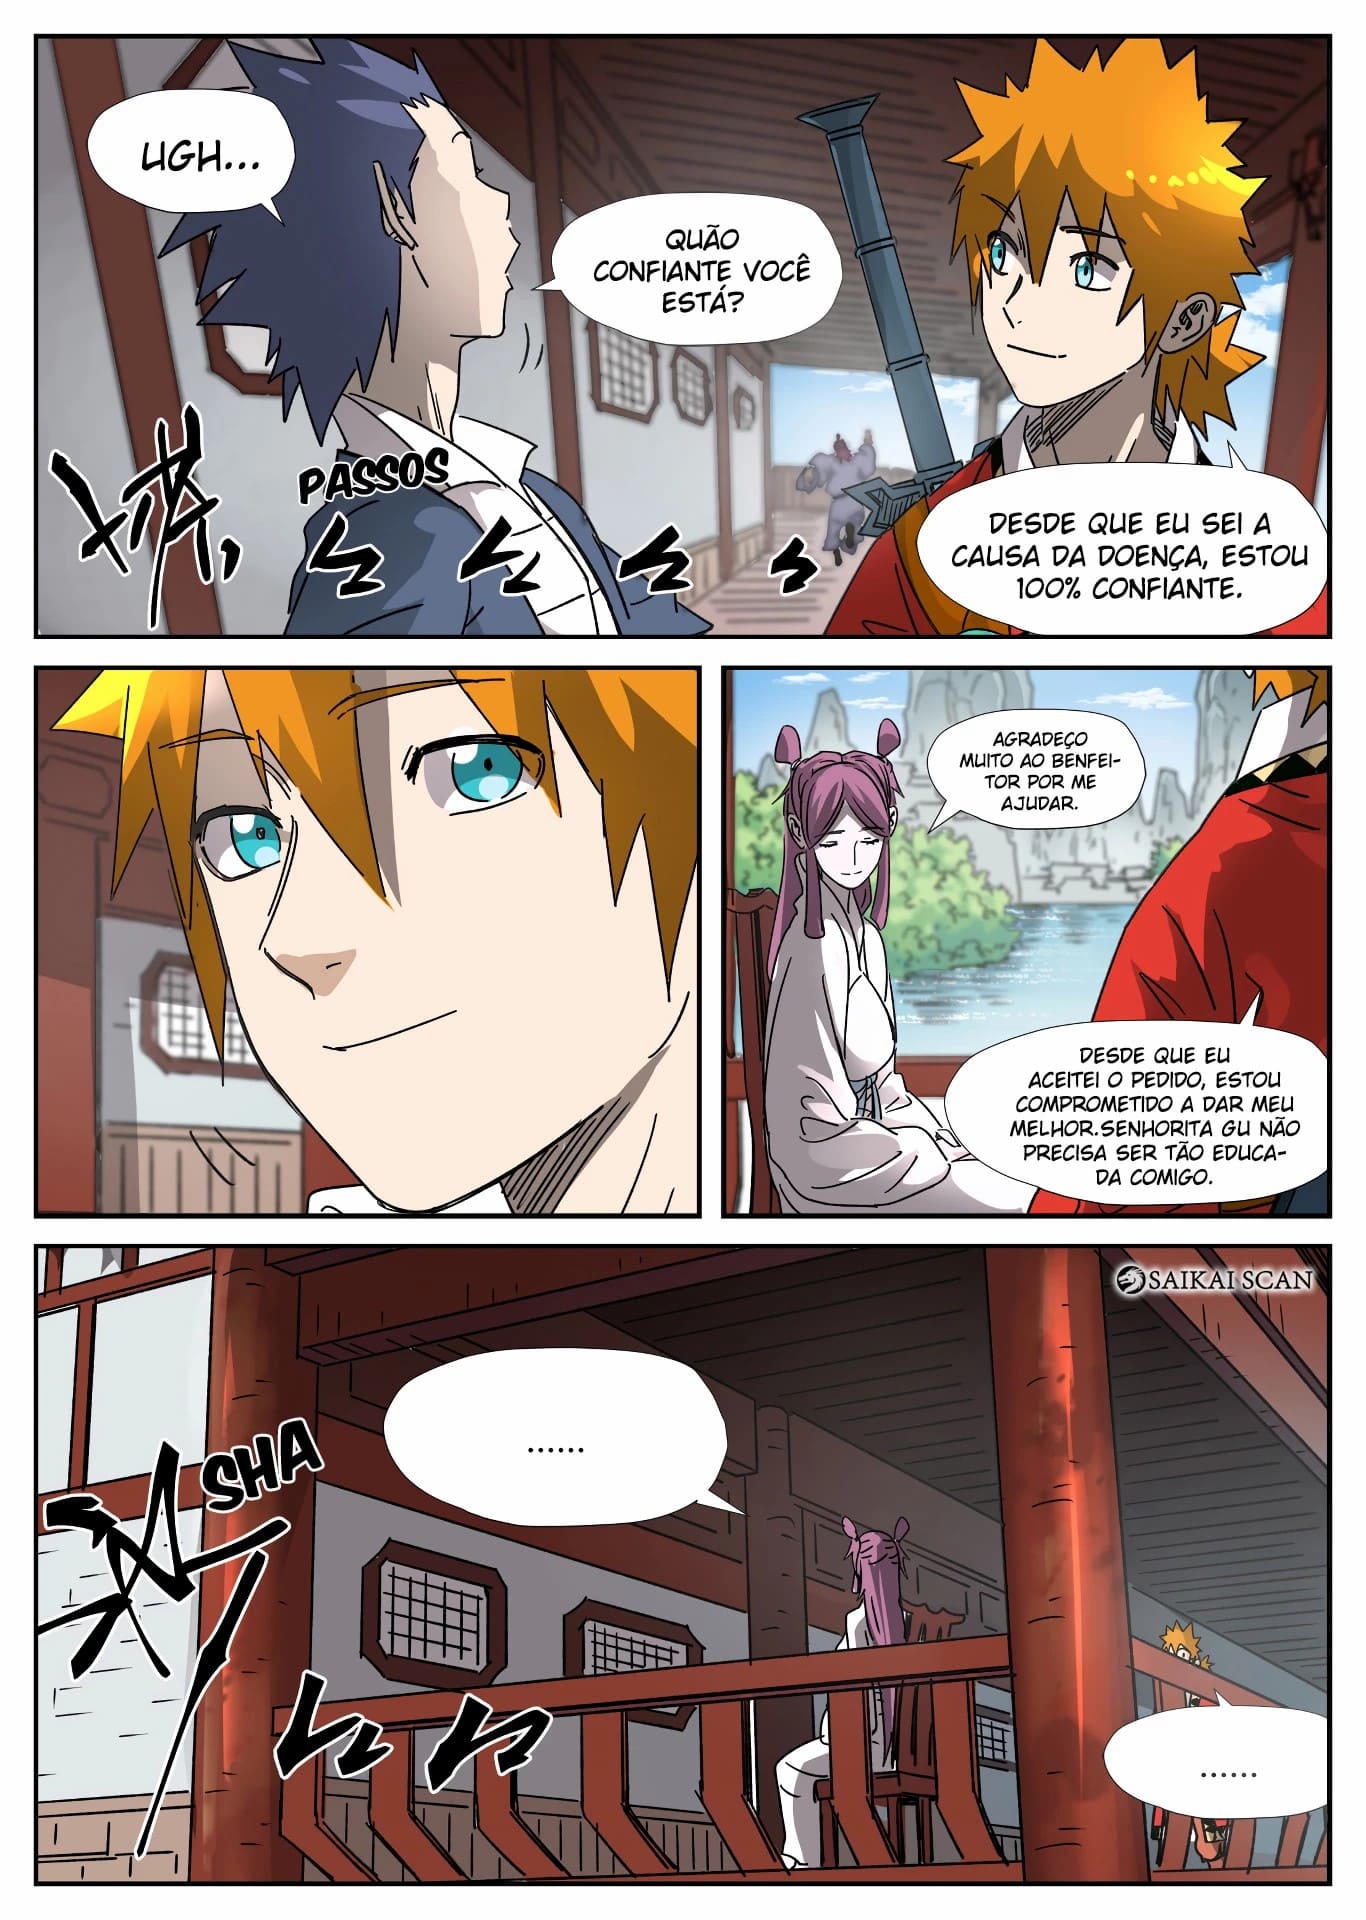 UGH...
QUÃO
CONFIANTE VOCÊ
ESTÁ?
PASSOS
DESDE QUE EU SEI A
CAUSA DA DOENÇA, ESTOU
100% CONFIANTE.
AGRADEÇO
MUITO AO BENFEI-
TOR POR ME
AJUDAR.
DESDE QUE EU
ACEITEI O PEDIDO, ESTOU
COMPROMETIDO A DAR MEU
MELHOR.SENHORITA GU NÃO
PRECISA SER TÃO EDUCA-
DA COMIGO.
SAIKAI SCAN
......
SHA
......